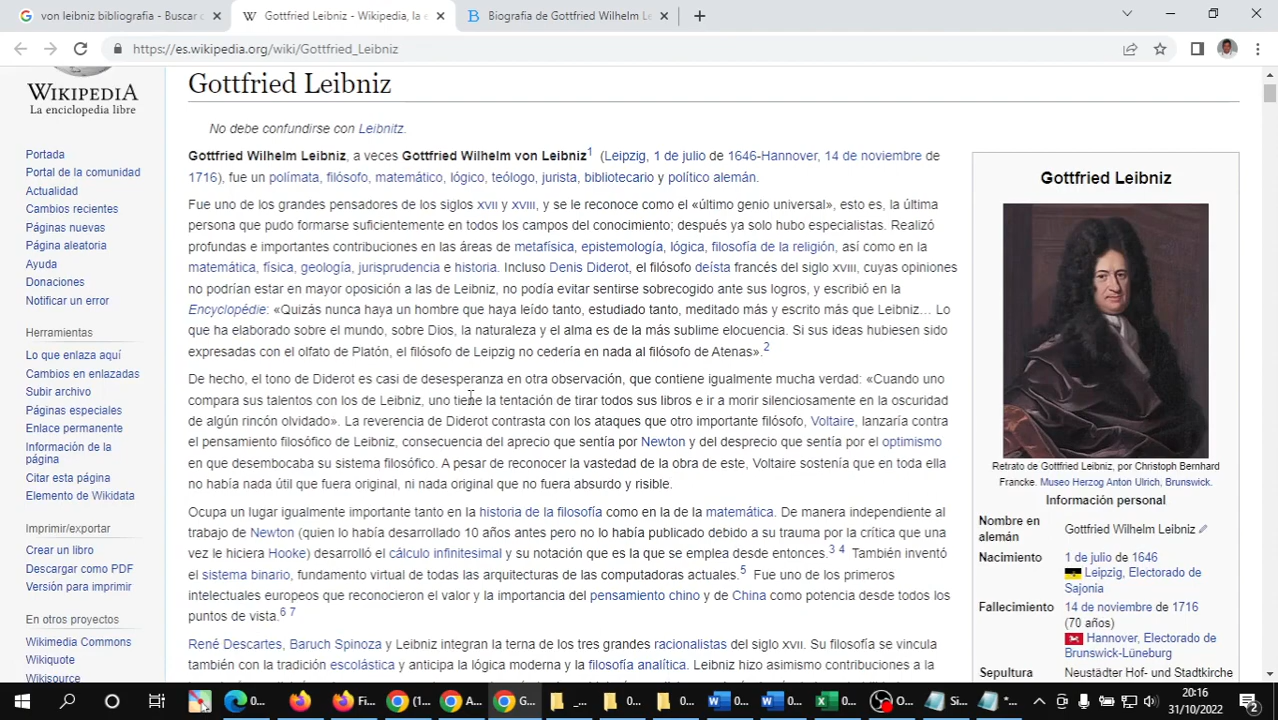 von leibniz bibliografia - Buscar
Gottfried Leibniz - Wikipedia, la e
Biografia de Gottfried Wilhelm Le
https://es.wikipedia.org/wiki/Gottfried_Leibniz
WIKIPEDIA
La enciclopedia libre
Portada
Portal de la comunidad
Actualidad
Cambios recientes
Páginas nuevas
Página aleatoria
Ayuda
Donaciones
Notificar un error
Herramientas
Lo que enlaza aquí
Cambios en enlazadas
Subir archivo
Páginas especiales
Enlace permanente
Información de la
página
Citar esta página
Elemento de Wikidata
Imprimir/exportar
Crear un libro
Descargar como PDF
Versión para imprimir
En otros proyectos
Wikimedia Commons
Wikiquote
Wikisource
Gottfried Leibniz
No debe confundirse con Leibnitz.
Gottfried Wilhelm Leibniz, a veces Gottfried Wilhelm von Leibniz1 (Leipzig, 1 de julio de 1646-Hannover, 14 de noviembre de
1716), fue un polímata, filósofo, matemático, lógico, teólogo, jurista, bibliotecario y político alemán.
Fue uno de los grandes pensadores de los siglos XVII y XVIII, y se le reconoce como el «último genio universal», esto es, la última
persona que pudo formarse suficientemente en todos los campos del conocimiento; después ya solo hubo especialistas. Realizó
profundas e importantes contribuciones en las áreas de metafísica, epistemología, lógica, filosofía de la religión, así como en la
matemática, física, geología, jurisprudencia e historia. Incluso Denis Diderot, el filósofo deísta francés del siglo XVIII, cuyas opiniones
no podrían estar en mayor oposición a las de Leibniz, no podía evitar sentirse sobrecogido ante sus logros, y escribió en la
Encyclopédie: «Quizás nunca haya un hombre que haya leído tanto, estudiado tanto, meditado más y escrito más que Leibniz... Lo
que ha elaborado sobre el mundo, sobre Dios, la naturaleza y el alma es de la más sublime elocuencia. Si sus ideas hubiesen sido
expresadas con el olfato de Platón, el filósofo de Leipzig no cedería en nada al filósofo de Atenas».2
De hecho, el tono de Diderot es casi de desesperanza en otra observación, que contiene igualmente mucha verdad: «Cuando uno
compara sus talentos con los de Leibniz, uno tiene la tentación de tirar todos sus libros e ir a morir silenciosamente en la oscuridad
de algún rincón olvidado». La reverencia de Diderot contrasta con los ataques que otro importante filósofo, Voltaire, lanzaría contra
el pensamiento filosófico de Leibniz, consecuencia del aprecio que sentía por Newton y del desprecio que sentía por el optimismo
en que desembocaba su sistema filosófico. A pesar de reconocer la vastedad de la obra de este, Voltaire sostenía que en toda ella
no había nada útil que fuera original, ni nada original que no fuera absurdo y risible.
Ocupa un lugar igualmente importante tanto en la historia de la filosofía como en la de la matemática. De manera independiente al
trabajo de Newton (quien lo había desarrollado 10 años antes pero no lo había publicado debido a su trauma por la crítica que una
vez le hiciera Hooke) desarrolló el cálculo infinitesimal y su notación que es la que se emplea desde entonces.3 4 También inventó
el sistema binario, fundamento virtual de todas las arquitecturas de las computadoras actuales.5 Fue uno de los primeros
intelectuales europeos que reconocieron el valor y la importancia del pensamiento chino y de China como potencia desde todos los
puntos de vista.6 7
René Descartes, Baruch Spinoza y Leibniz integran la terna de los tres grandes racionalistas del siglo XVII. Su filosofía se vincula
también con la tradición escolástica y anticipa la lógica moderna y la filosofía analítica. Leibniz hizo asimismo contribuciones a la
Gottfried Leibniz
Retrato de Gottfried Leibniz, por Christoph Bernhard
Francke. Museo Herzog Anton Ulrich, Brunswick.
Información personal
Nombre en
alemán
Gottfried Wilhelm Leibniz
Nacimiento
1 de julio de 1646
Leipzig, Electorado de
Sajonia
Fallecimiento
14 de noviembre de 1716
(70 años)
Hannover, Electorado de
Brunswick-Lüneburg
Sepultura
Neustädter Hof- und Stadtkirche
0...
Fi...
(1...
A...
G...
_...
0...
0...
0...
0...
0...
O...
Si...
*...
20:16
31/10/2022